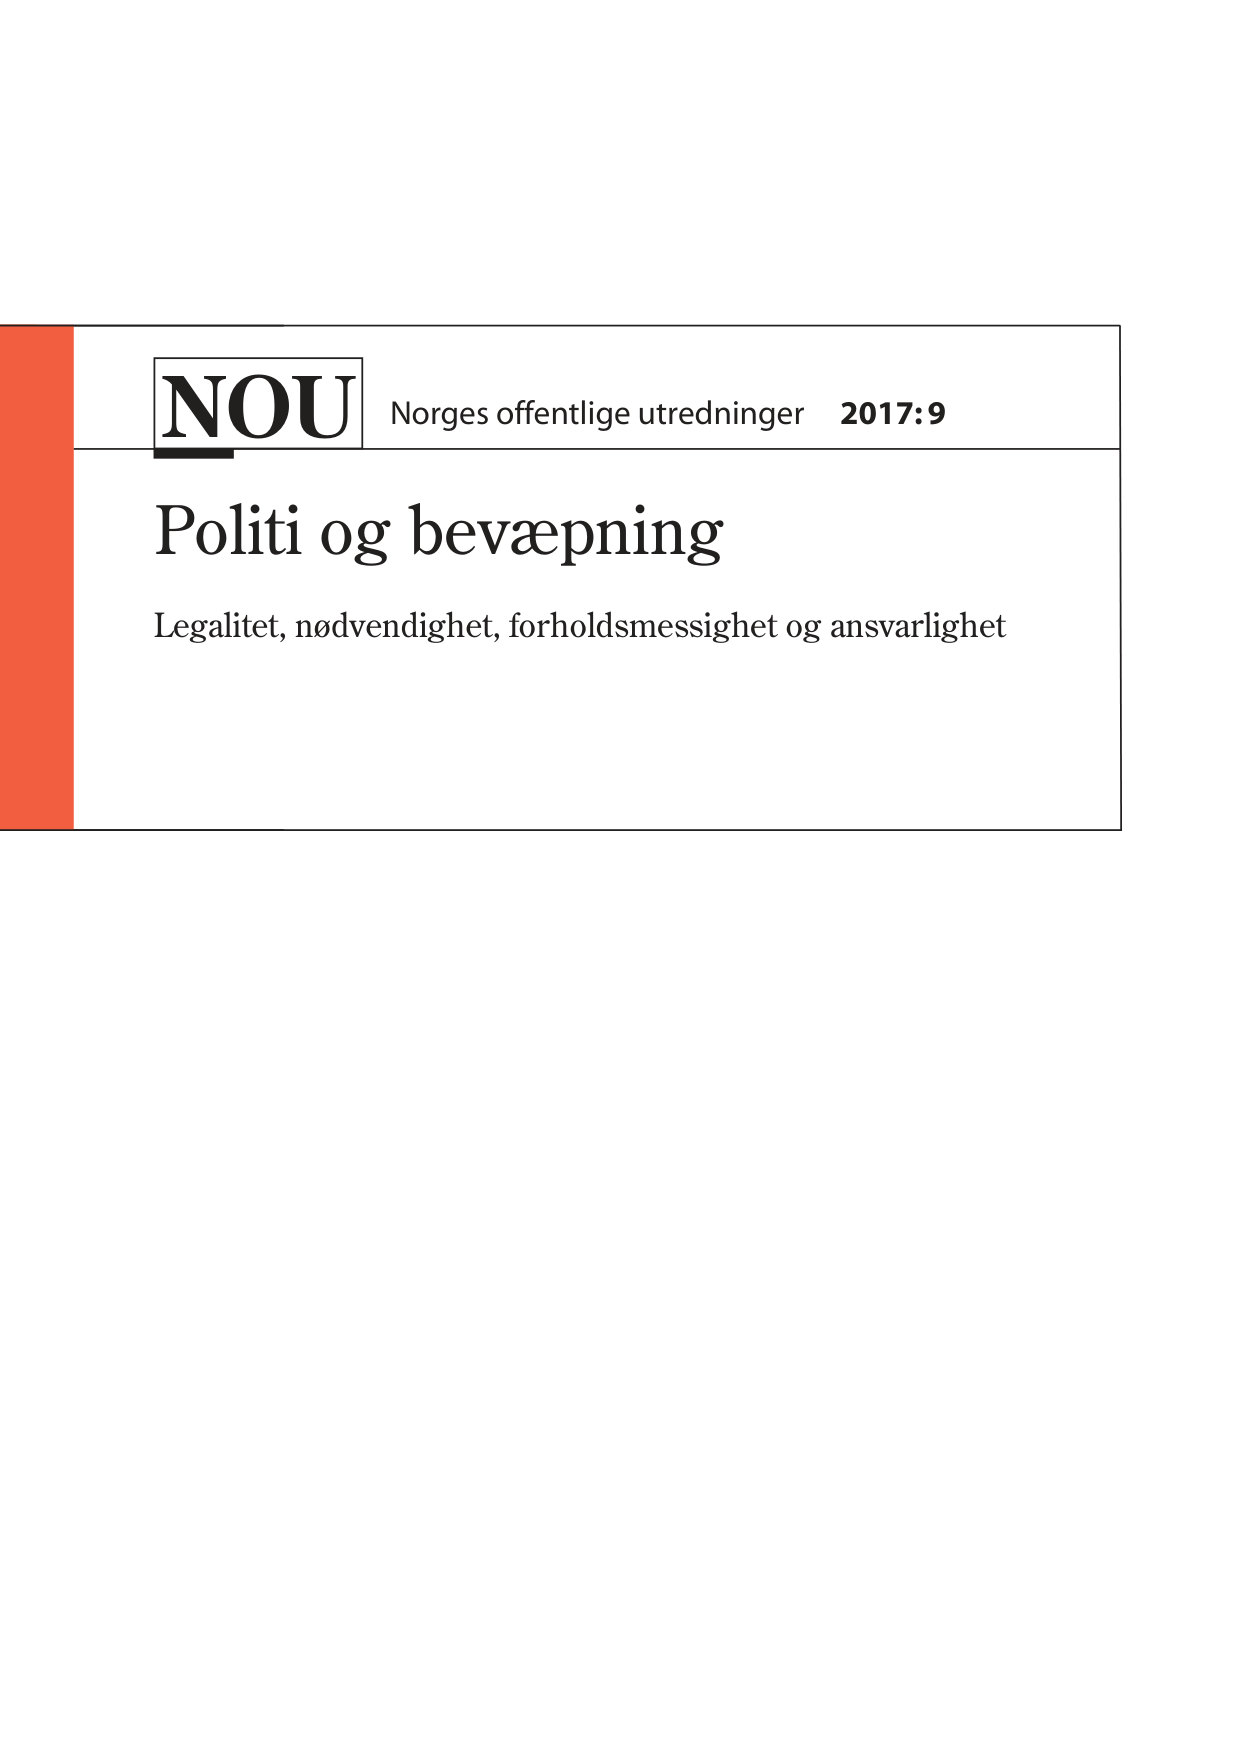 NOU Norges offentlige utredninger 2017: 9
Politi og bevæpning
Legalitet, nødvendighet, forholdsmessighet og ansvarlighet